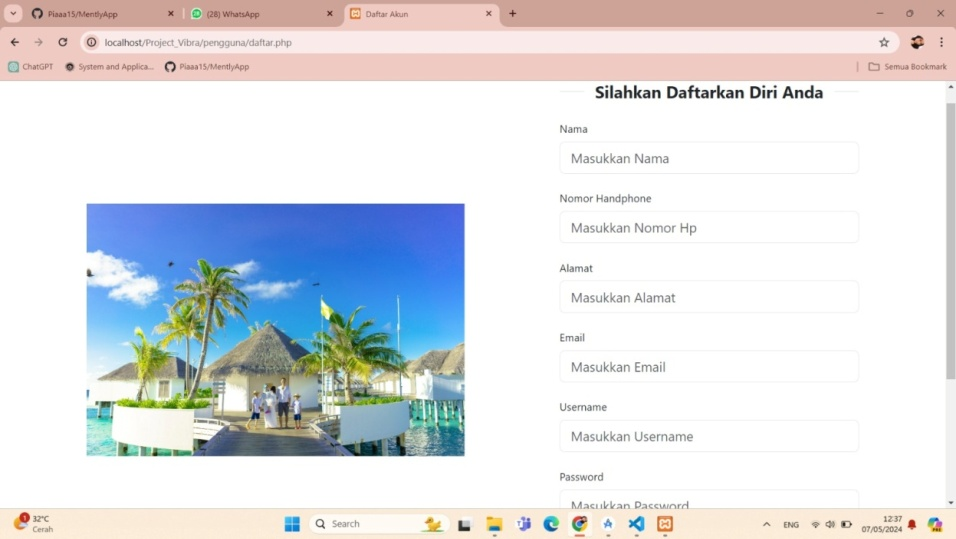 Piaaa15/MentlyApp
(28) WhatsApp
Daftar Akun
localhost/Project_Vibra/pengguna/daftar.php
ChatGPT
System and Applica...
Piaaa15/MentlyApp
Semua Bookmark
Silahkan Daftarkan Diri Anda
Nama
Masukkan Nama
Nomor Handphone
Masukkan Nomor Hp
Alamat
Masukkan Alamat
Email
Masukkan Email
Username
Masukkan Username
Password
Masukkan Password
1
32°C
Cerah
Search
ENG
12:37
07/05/2024